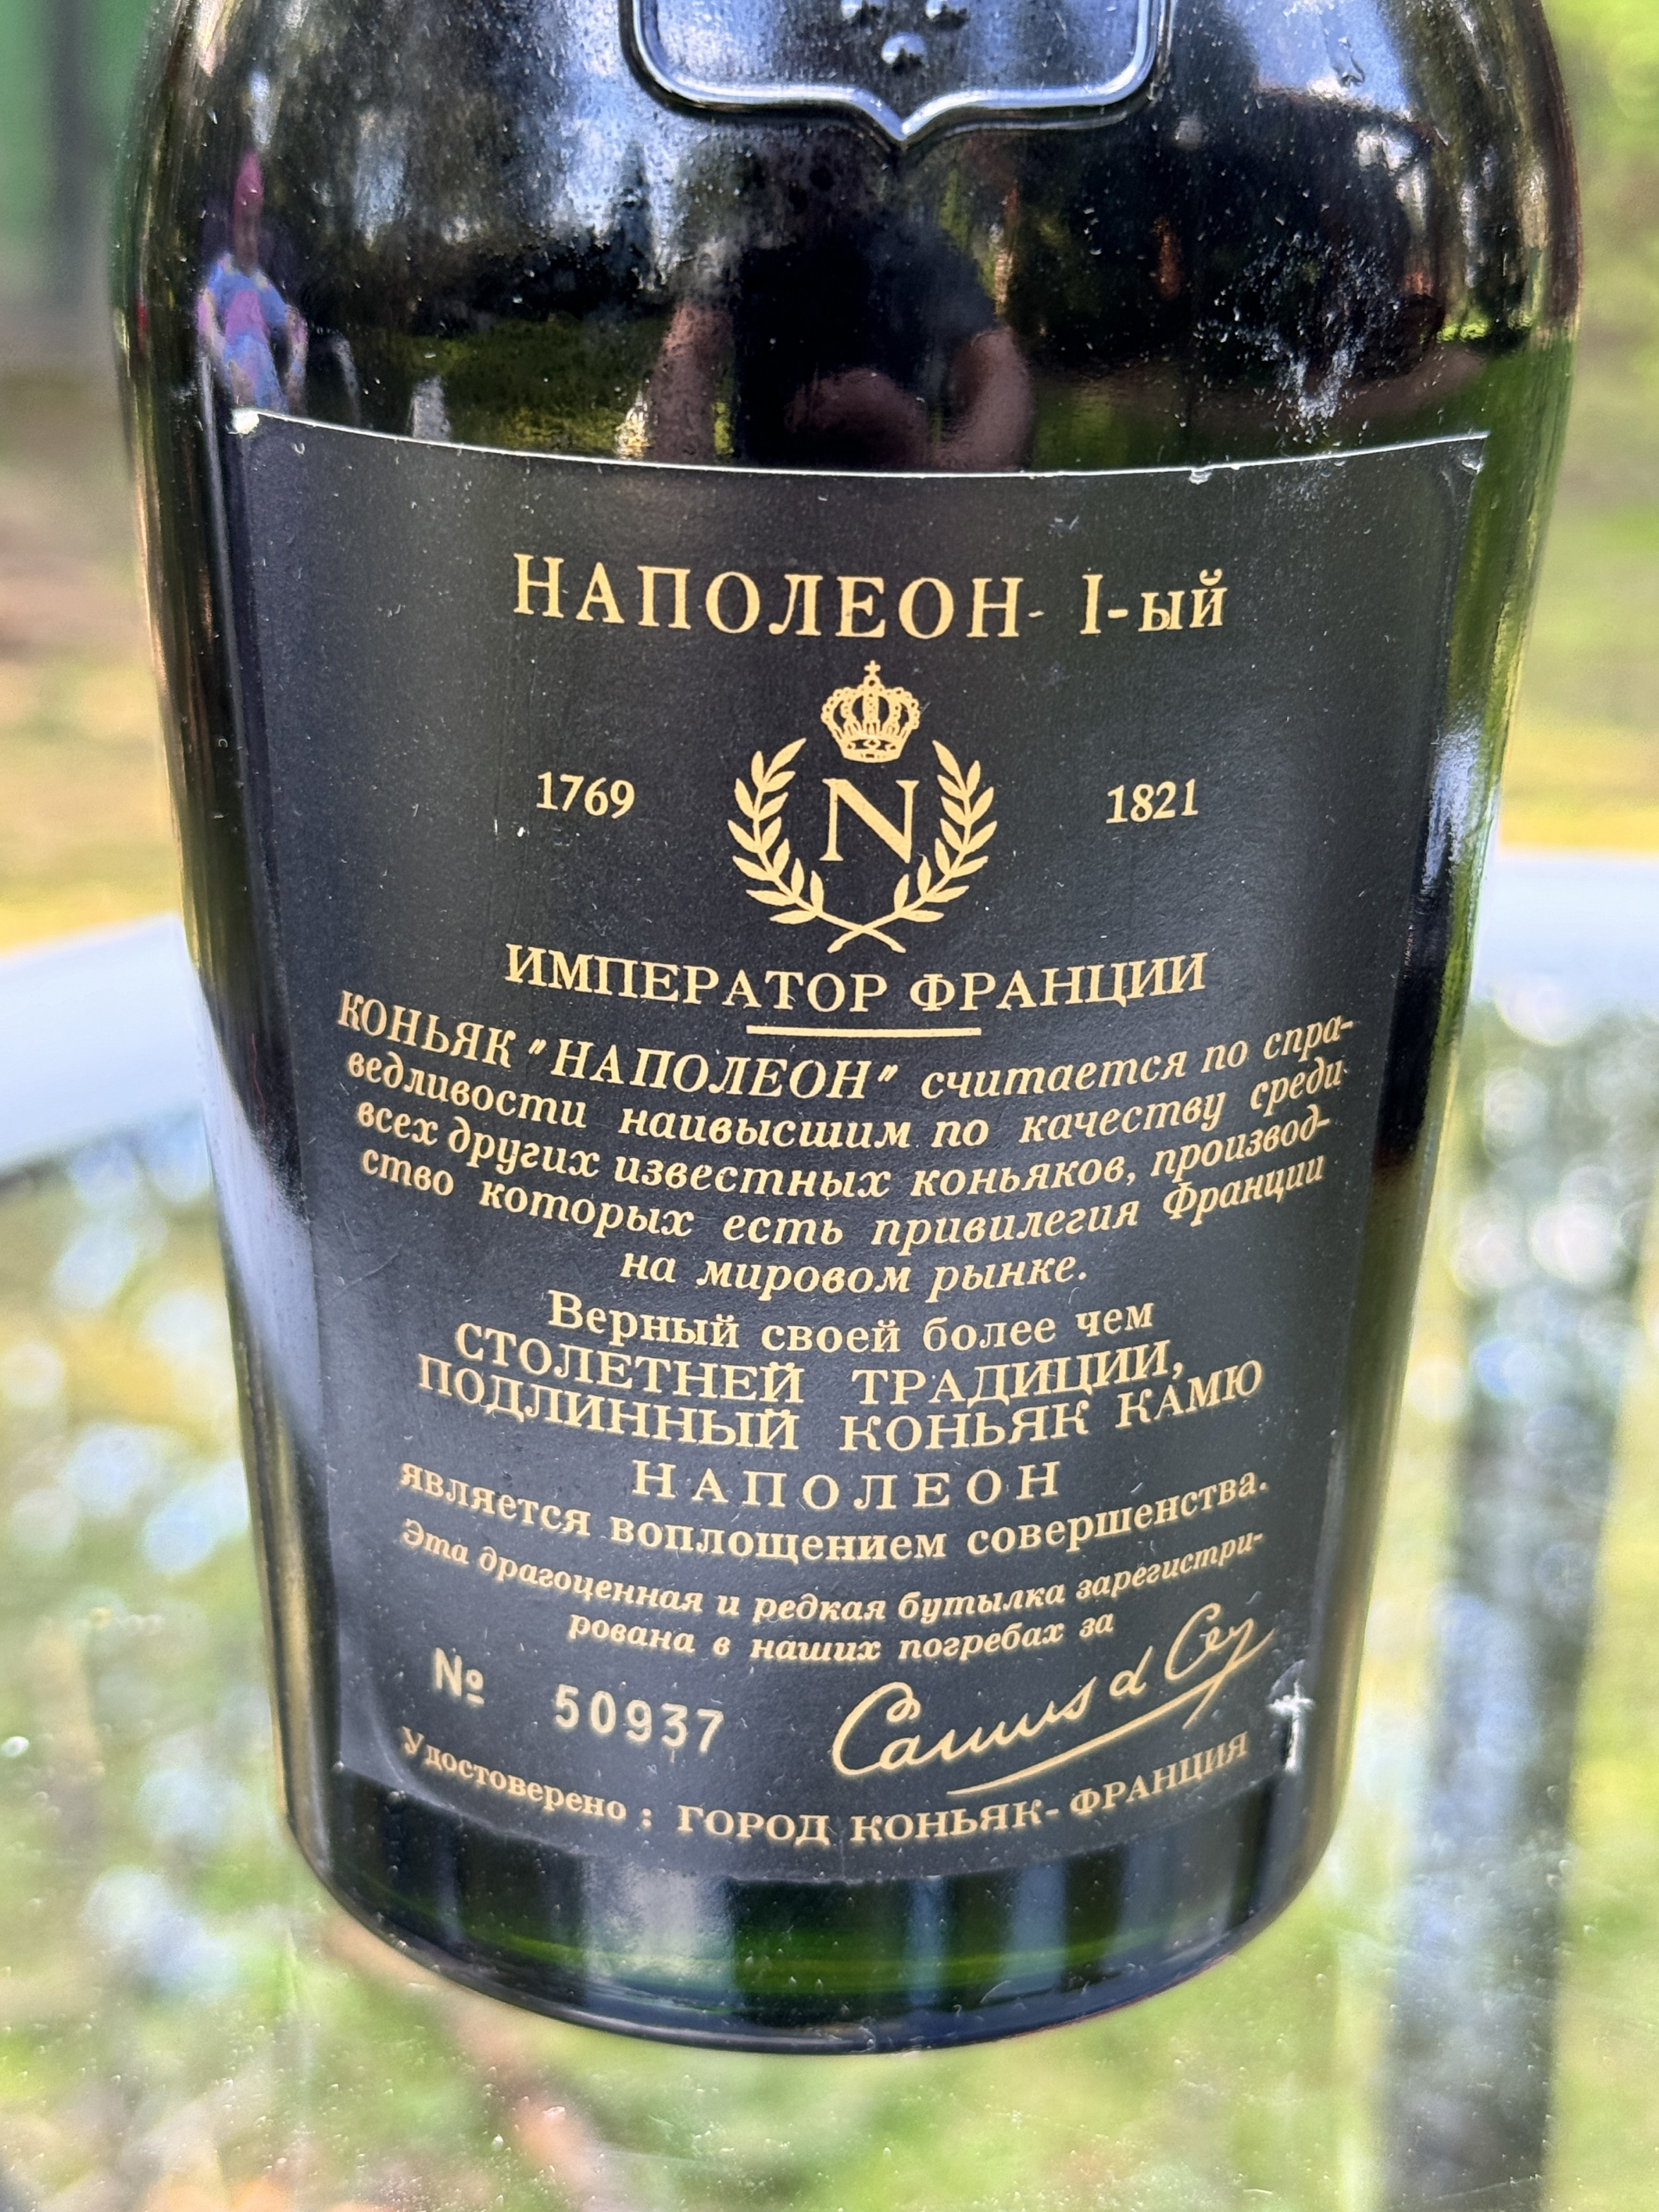 НАПОЛЕОН- I-ый
N
1769 1821
ИМПЕРАТОР ФРАНЦИИ
КОНЬЯК "НАПОЛЕОН" считается по спра-
ведливости наивысшим по качеству среди
всех других известных коньяков, производ-
ство которых есть привилегия Франции
на мировом рынке.
Верный своей более чем
СТОЛЕТНЕЙ ТРАДИЦИИ,
ПОДЛИННЫЙ КОНЬЯК КАМЮ
НАПОЛЕОН
является воплощением совершенства.
Эта драгоценная и редкая бутылка зарегистри-
рована в наших погребах за
№ 50937 Camus
Удостоверено : ГОРОД КОНЬЯК-ФРАНЦИЯ